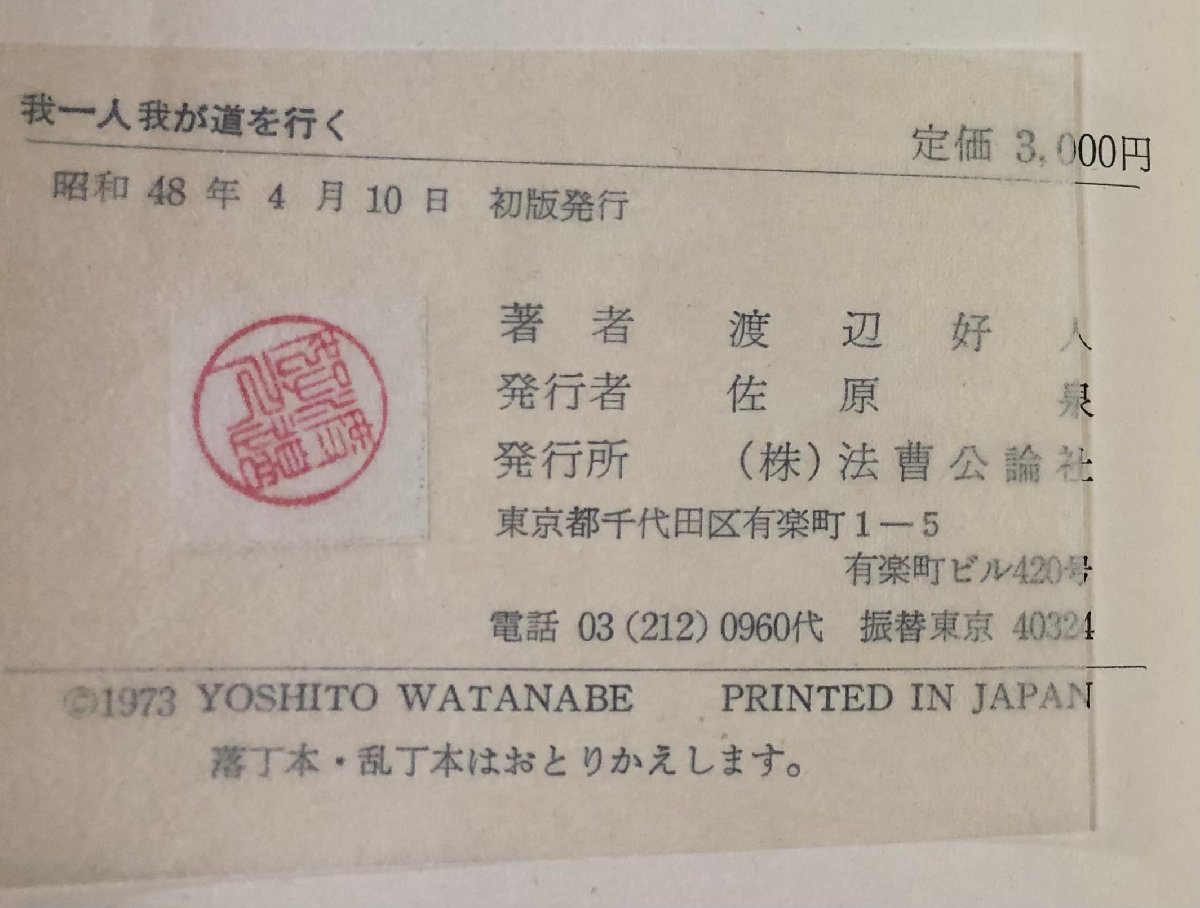 我一人我が道を行く
定価 3,000円
昭和 48 年 4 月 10 日 初版発行
著者 渡辺好人
発行者 佐原 泉
発行所 (株)法曹公論社
東京都千代田区有楽町1―5
有楽町ビル420号
電話 03(212)0960代 振替東京 40324
©1973 YOSHITO WATANABE PRINTED IN JAPAN
落丁本・乱丁本はおとりかえします。